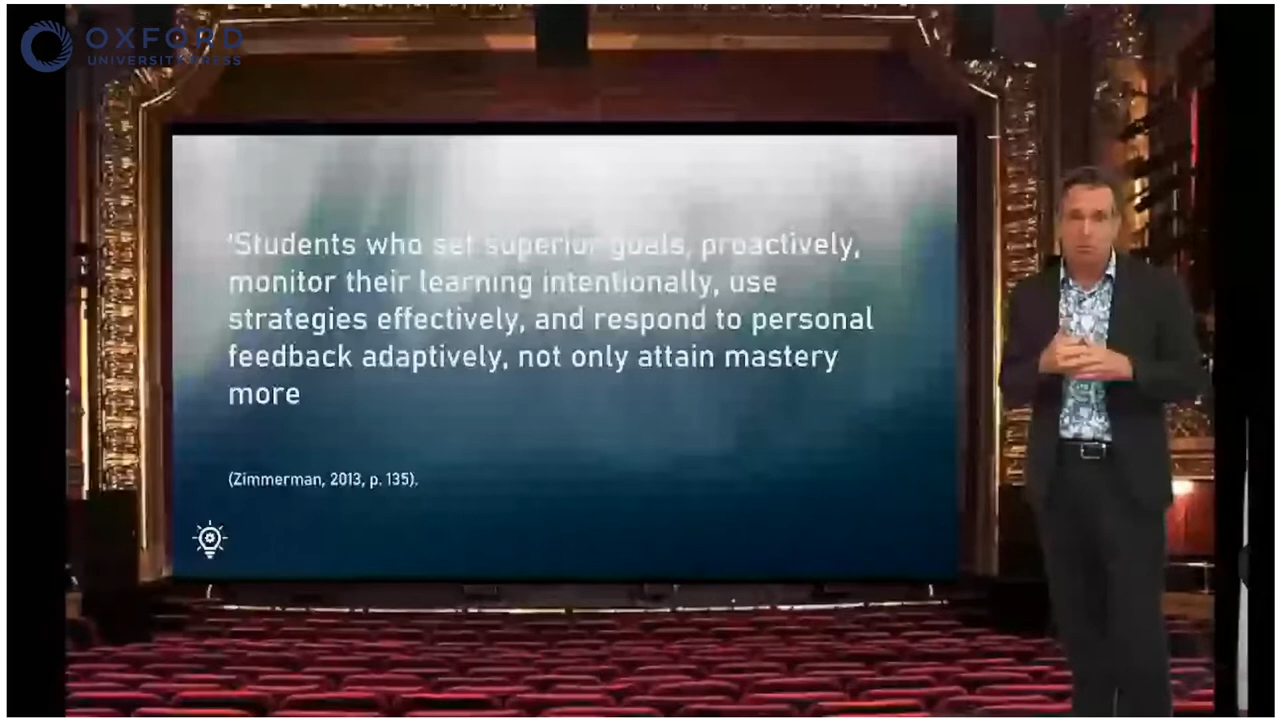 OXFORD
UNIVERSITY PRESS
'Students who set superior goals, proactively,
monitor their learning intentionally, use
strategies effectively, and respond to personal
feedback adaptively, not only attain mastery
more
(Zimmerman, 2013, p. 135).